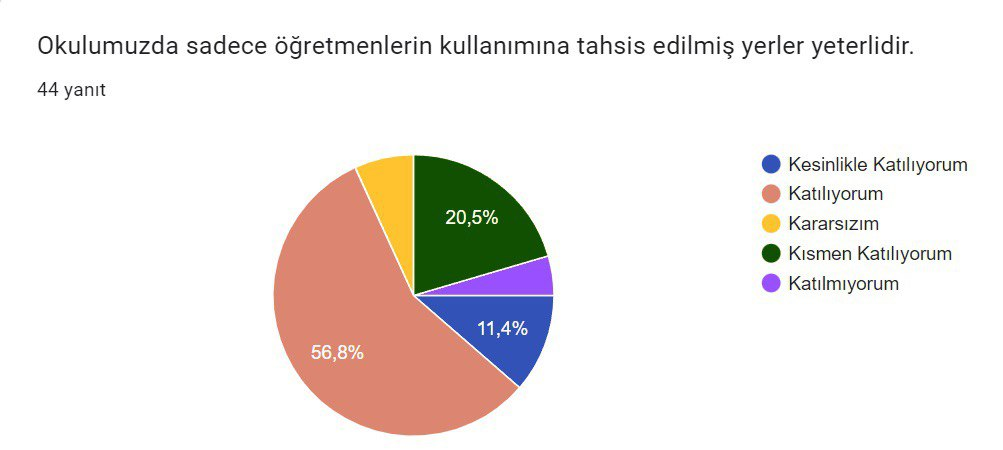 Okulumuzda sadece öğretmenlerin kullanımına tahsis edilmiş yerler yeterlidir.
44 yanıt
Kesinlikle Katılıyorum
Katılıyorum
Kararsızım
Kısmen Katılıyorum
Katılmıyorum
20,5%
11,4%
56,8%